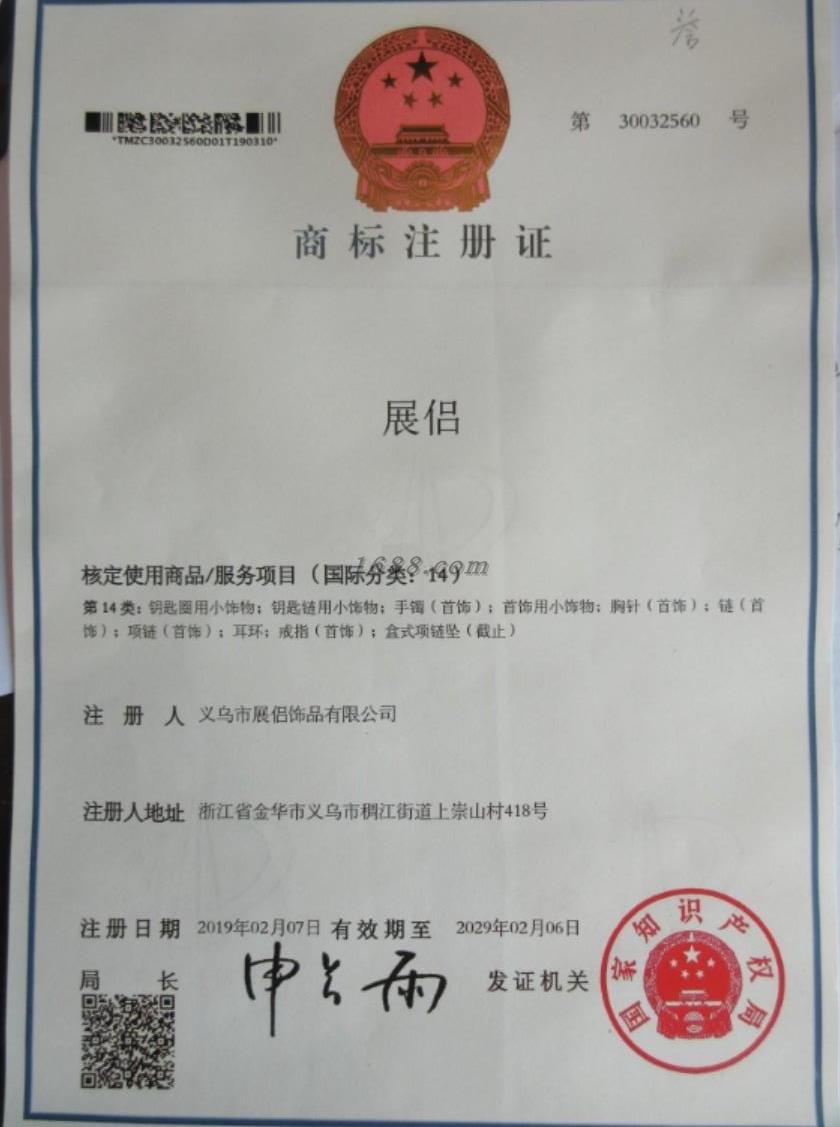 誉
第 30032560 号
*TMZC30032560D01T190310*
商标注册证
展侣
1688.com
核定使用商品/服务项目（国际分类：14）
第14类：钥匙圈用小饰物；钥匙链用小饰物；手镯（首饰）；首饰用小饰物；胸针（首饰）；链（首
饰）；项链（首饰）；耳环；戒指（首饰）；盒式项链坠（截止）
注册人 义乌市展侣饰品有限公司
注册人地址 浙江省金华市义乌市稠江街道上崇山村418号
注册日期 2019年02月07日 有效期至 2029年02月06日
局长 申长雨 发证机关
国家知识产权局